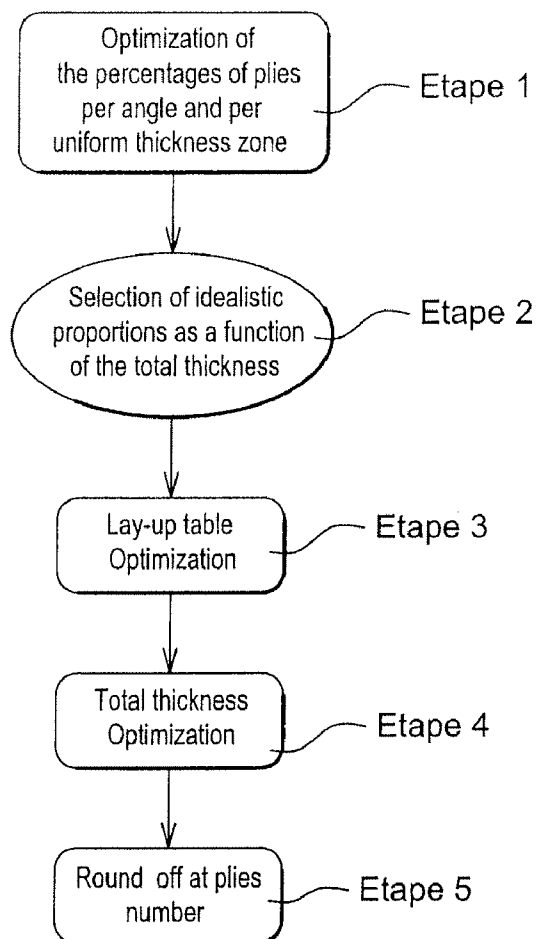 Optimization of
the percentages of plies
per angle and per
uniform thickness zone
Etape 1
Selection of idealistic
proportions as a function
of the total thickness
Etape 2
Lay-up table
Optimization
Etape 3
Total thickness
Optimization
Etape 4
Round off at plies
number
Etape 5